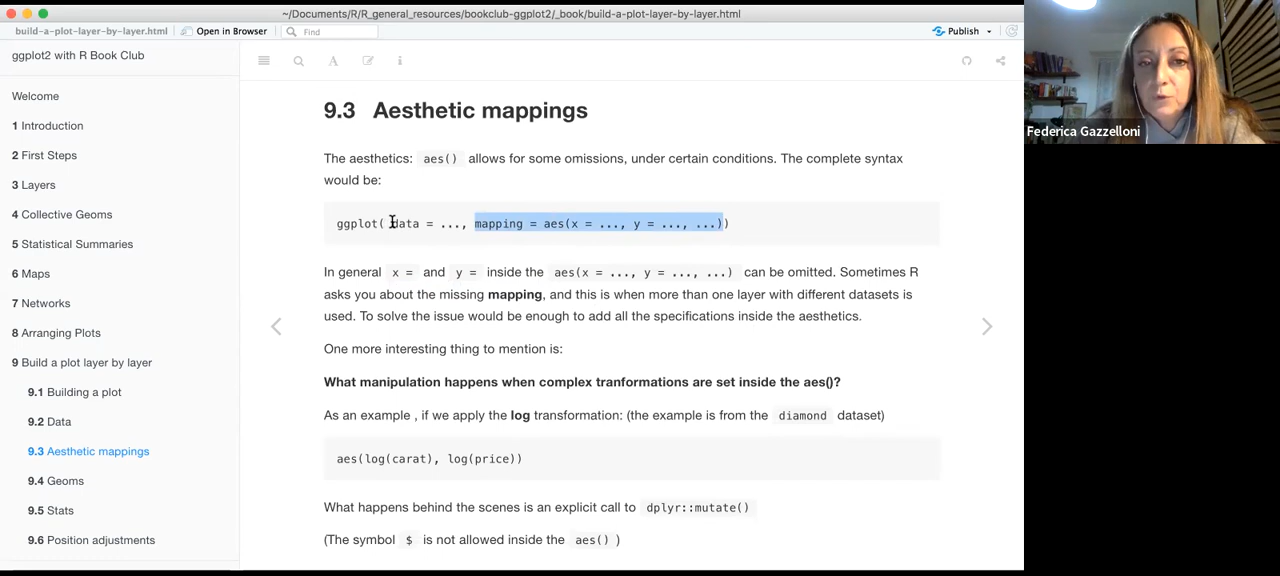 ~/Documents/R/R_general_resources/bookclub-ggplot2/_book/build-a-plot-layer-by-layer.html
build-a-plot-layer-by-layer.html
Open in Browser
Find
Publish
ggplot2 with R Book Club
Welcome
1 Introduction
2 First Steps
3 Layers
4 Collective Geoms
5 Statistical Summaries
6 Maps
7 Networks
8 Arranging Plots
9 Build a plot layer by layer
9.1 Building a plot
9.2 Data
9.3 Aesthetic mappings
9.4 Geoms
9.5 Stats
9.6 Position adjustments
9.3 Aesthetic mappings
The aesthetics: aes() allows for some omissions, under certain conditions. The complete syntax
would be:
ggplot( data = ..., mapping = aes(x = ..., y = ..., ...))
In general x = and y = inside the aes(x = ..., y = ..., ...) can be omitted. Sometimes R
asks you about the missing mapping, and this is when more than one layer with different datasets is
used. To solve the issue would be enough to add all the specifications inside the aesthetics.
One more interesting thing to mention is:
What manipulation happens when complex tranformations are set inside the aes()?
As an example , if we apply the log transformation: (the example is from the diamond dataset)
aes(log(carat), log(price))
What happens behind the scenes is an explicit call to dplyr::mutate()
(The symbol $ is not allowed inside the aes() )
Federica Gazzelloni